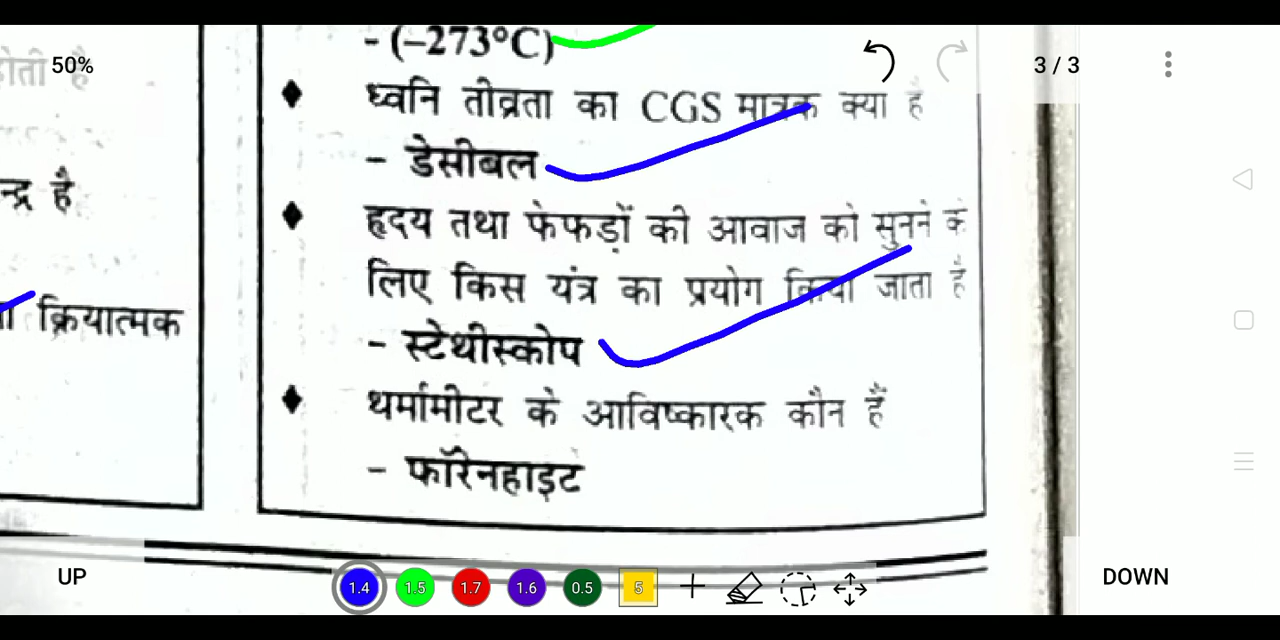 - (–273°C)
होती है 50%
3 / 3
ध्वनि तीव्रता का CGS मात्रक क्या है
- डेसीबल
न्द्र है
हृदय तथा फेफड़ों की आवाज को सुनने के
लिए किस यंत्र का प्रयोग किया जाता है
क्रियात्मक
- स्टेथीस्कोप
थर्मामीटर के आविष्कारक कौन हैं
- फॉरेनहाइट
UP
1.4 1.5 1.7 1.6 0.5 5
DOWN